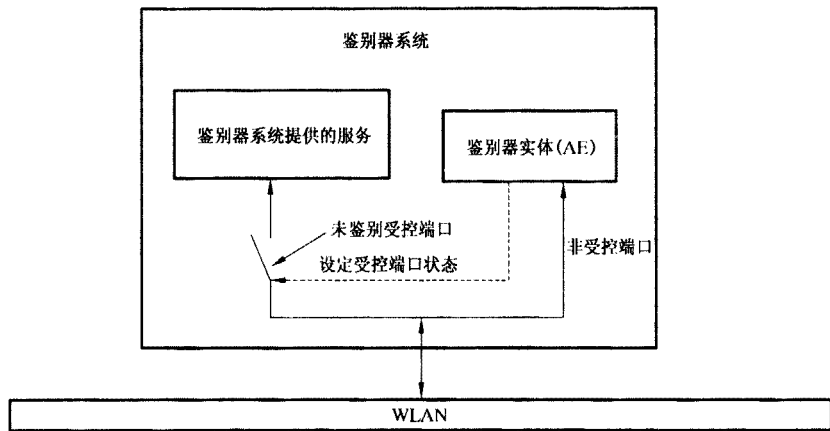 鉴别器系统
鉴别器系统提供的服务
鉴别器实体(AE)
未鉴别受控端口
非受控端口
设定受控端口状态
WLAN